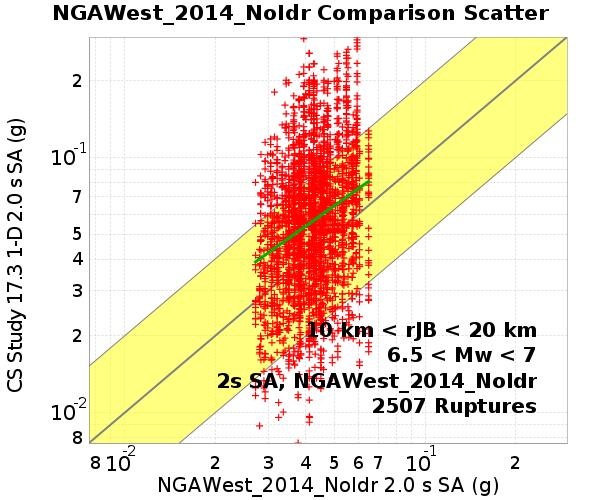 NGAWest_2014_NoIdr Comparison Scatter
CS Study 17.3 1-D 2.0 s SA (g)
2
10-1
7
5
4
3
2
10-2
8
10 km < rJB < 20 km
6.5 < Mw < 7
2s SA, NGAWest_2014_NoIdr
2507 Ruptures
8 10-2 2 3 4 5 6 7 10-1 2
NGAWest_2014_NoIdr 2.0 s SA (g)